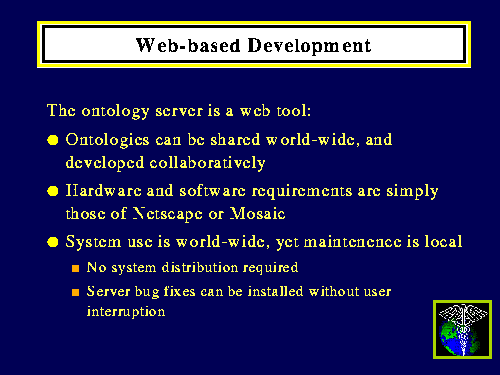 Web-based Development
The ontology server is a web tool:
Ontologies can be shared world-wide, and
developed collaboratively
Hardware and software requirements are simply
those of Netscape or Mosaic
System use is world-wide, yet maintenence is local
No system distribution required
Server bug fixes can be installed without user
interruption